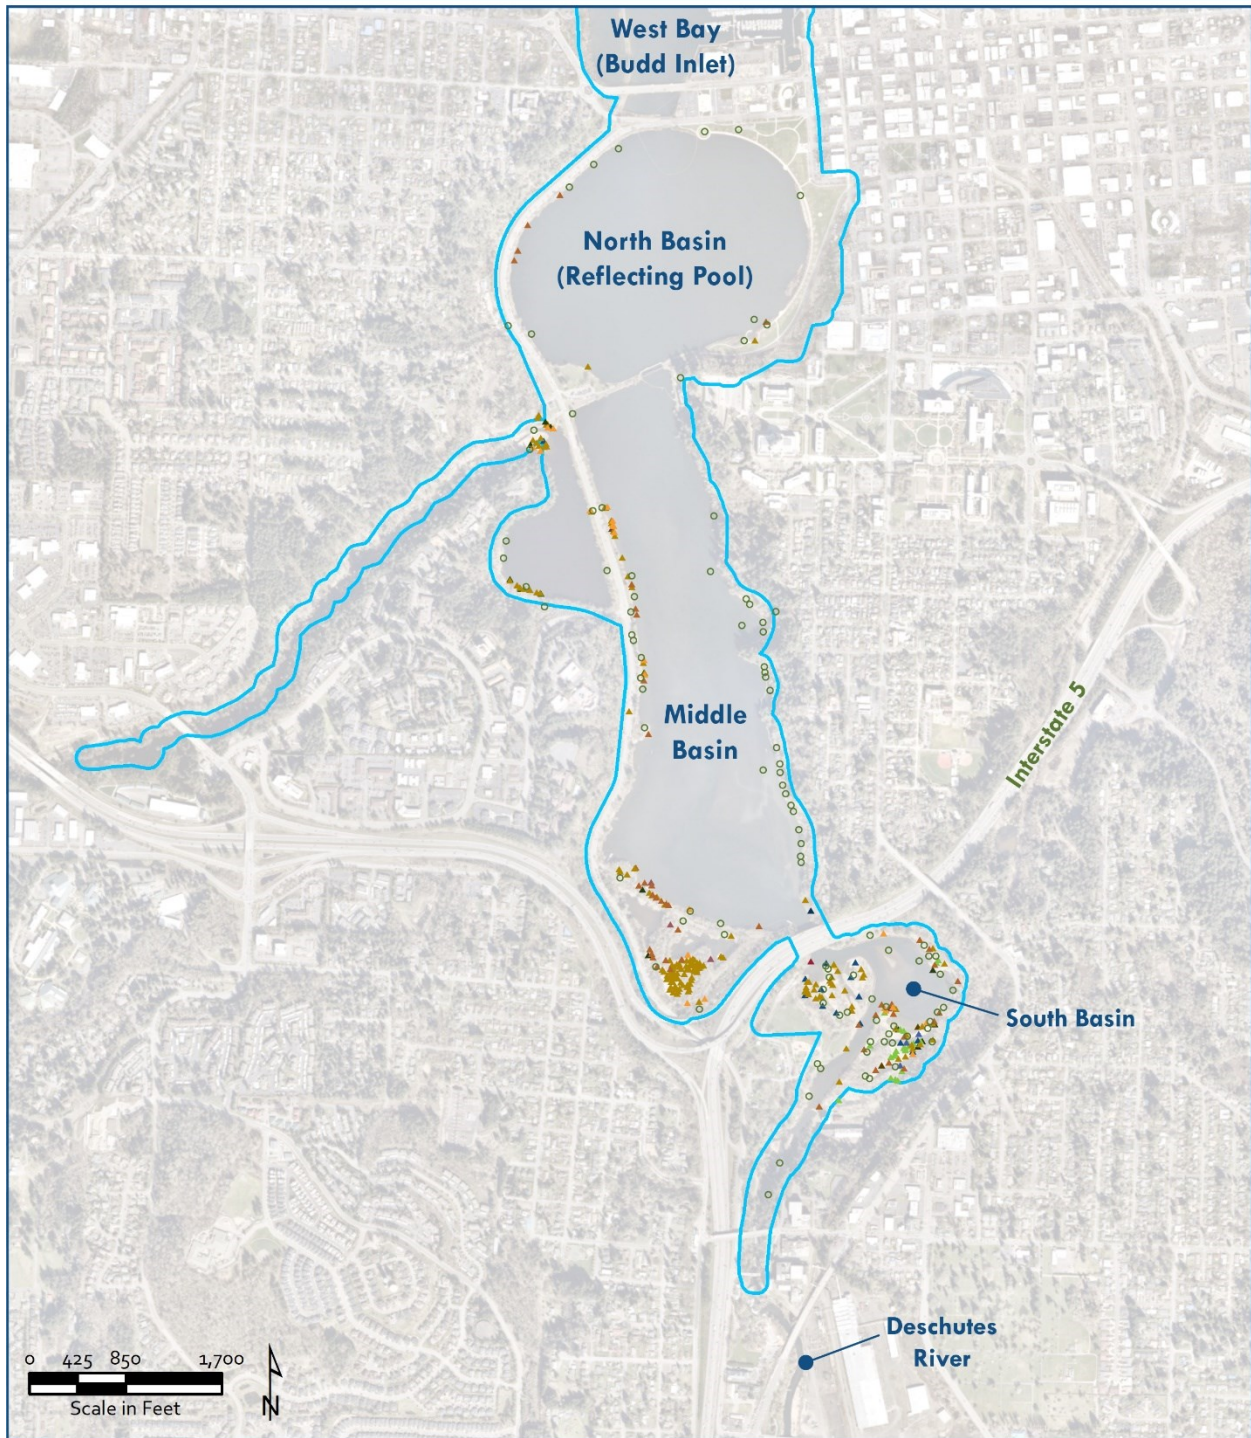 West Bay
(Budd Inlet)
North Basin
(Reflecting Pool)
Middle
Basin
Interstate 5
South Basin
Deschutes
River
0 425 850 1,700
Scale in Feet
N